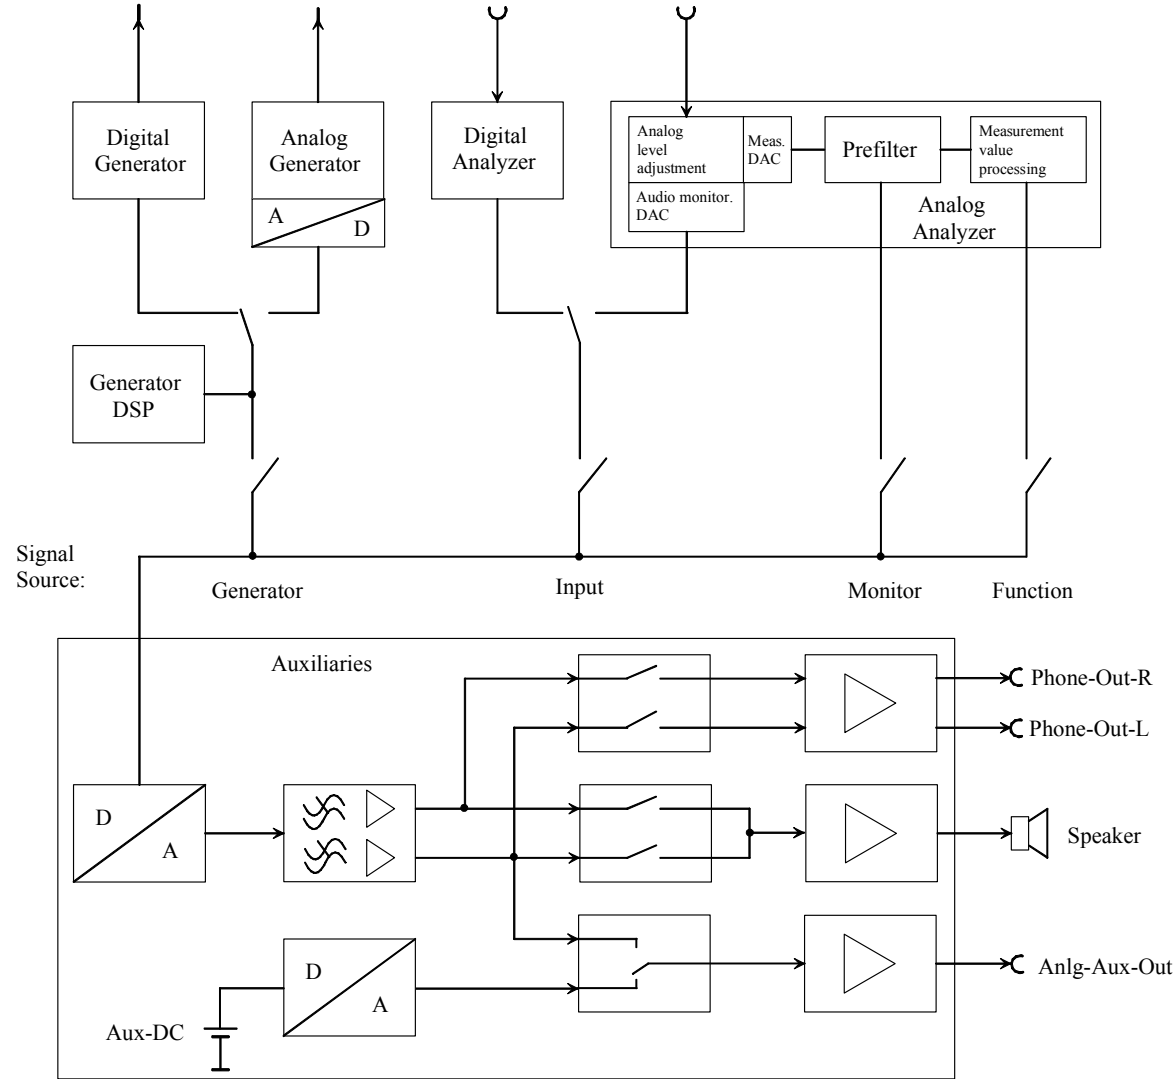 Digital
Generator
Analog
Generator
A
D
Digital
Analyzer
Analog
level
adjustment
Meas.
DAC
Audio monitor.
DAC
Prefilter
Measurement
value
processing
Analog
Analyzer
Generator
DSP
Signal
Source:
Generator
Input
Monitor
Function
Auxiliaries
Phone-Out-R
Phone-Out-L
D
A
Speaker
D
A
Anlg-Aux-Out
Aux-DC